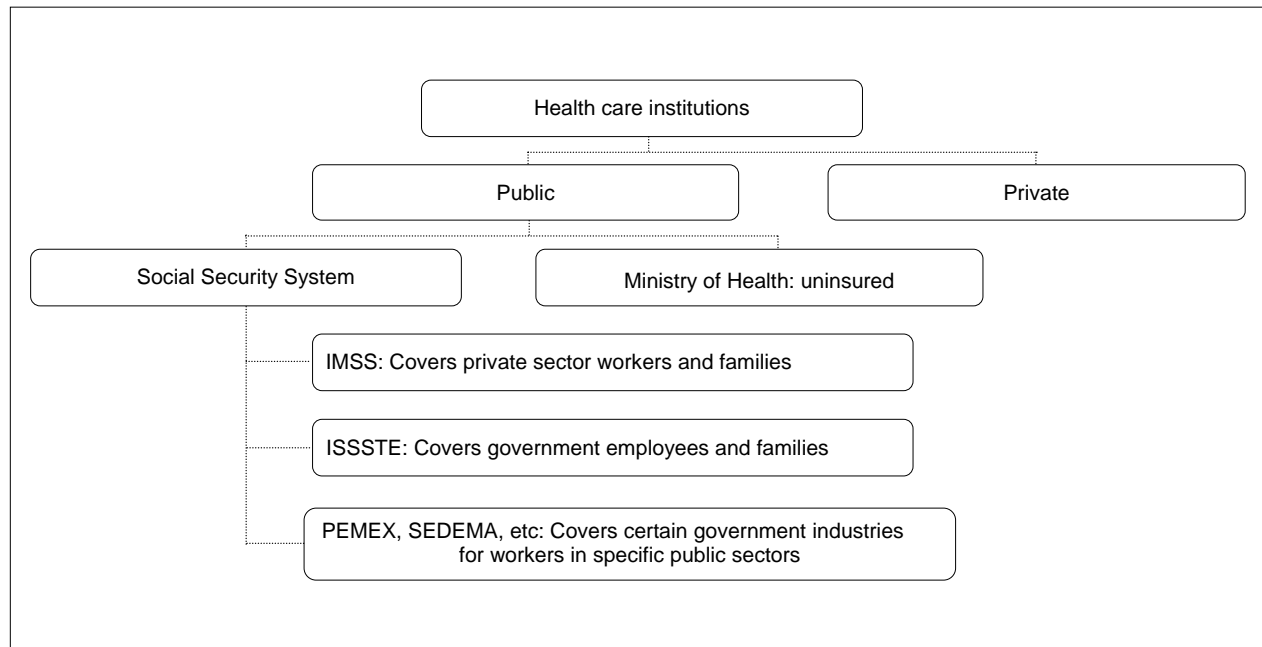 Health care institutions
Public
Private
Social Security System
Ministry of Health: uninsured
IMSS: Covers private sector workers and families
ISSSTE: Covers government employees and families
PEMEX, SEDEMA, etc: Covers certain government industries
for workers in specific public sectors